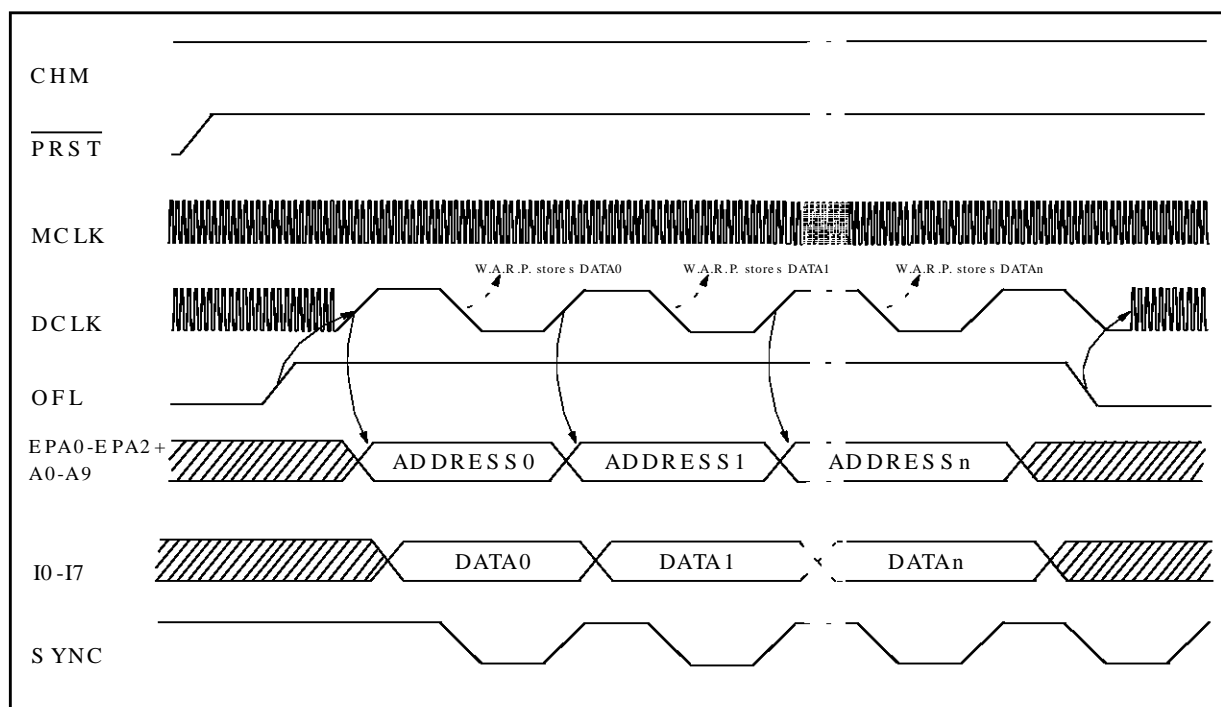 CHM
PRST
MCLK
W.A.R.P. stores DATA0
W.A.R.P. stores DATA1
W.A.R.P. stores DATAn
DCLK
OFL
EPA0-EPA2+
A0-A9
ADDRESS0
ADDRESS1
ADDRESSn
I0-I7
DATA0
DATA1
DATAn
SYNC